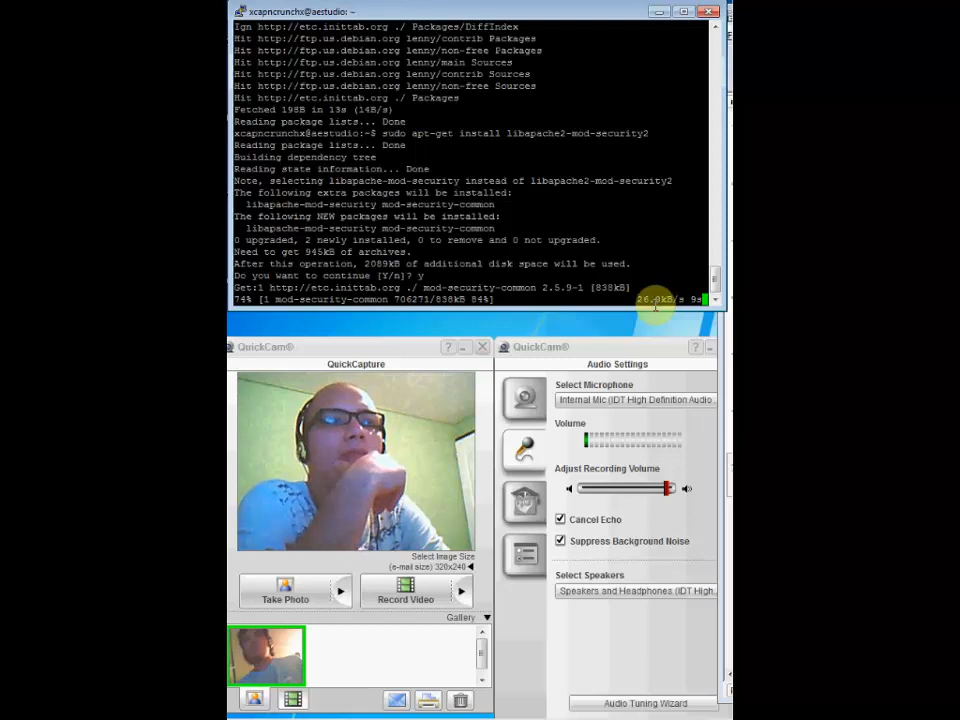 xcapncrunchx@aestudio: ~
Ign http://etc.inittab.org ./ Packages/DiffIndex
Hit http://ftp.us.debian.org lenny/contrib Packages
Hit http://ftp.us.debian.org lenny/non-free Packages
Hit http://ftp.us.debian.org lenny/main Sources
Hit http://ftp.us.debian.org lenny/contrib Sources
Hit http://ftp.us.debian.org lenny/non-free Sources
Hit http://etc.inittab.org ./ Packages
Fetched 198B in 13s (14B/s)
Reading package lists... Done
xcapncrunchx@aestudio:~$ sudo apt-get install libapache2-mod-security2
Reading package lists... Done
Building dependency tree
Reading state information... Done
Note, selecting libapache-mod-security instead of libapache2-mod-security2
The following extra packages will be installed:
libapache-mod-security mod-security-common
The following NEW packages will be installed:
libapache-mod-security mod-security-common
0 upgraded, 2 newly installed, 0 to remove and 0 not upgraded.
Need to get 945kB of archives.
After this operation, 2089kB of additional disk space will be used.
Do you want to continue [Y/n]? y
Get:1 http://etc.inittab.org ./ mod-security-common 2.5.9-1 [838kB]
74% [1 mod-security-common 706271/838kB 84%] 26.8kB/s 9s
QuickCam®
QuickCapture
Select Image Size
(e-mail size) 320x240
Take Photo
Record Video
Gallery
QuickCam®
Audio Settings
Select Microphone
Internal Mic (IDT High Definition Audio
Volume
Adjust Recording Volume
Cancel Echo
Suppress Background Noise
Select Speakers
Speakers and Headphones (IDT High
Audio Tuning Wizard